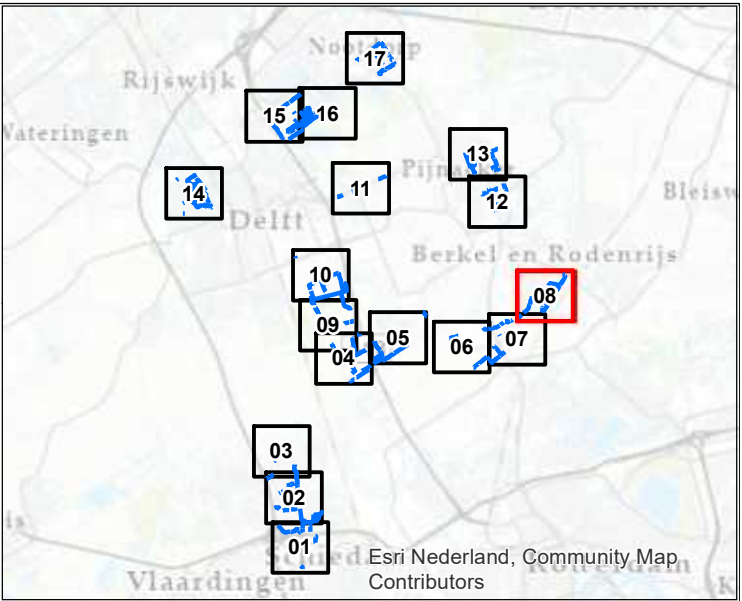 Nootdorp
17
Rijswijk
15
16
Wateringen
13
Pijnacker
11
14
12
Bleisw
Delft
Berkel en Rodenrijs
10
08
09
05
07
06
04
03
02
01
Schiedam
Esri Nederland, Community Map
Contributors
Rotterdam
Vlaardingen